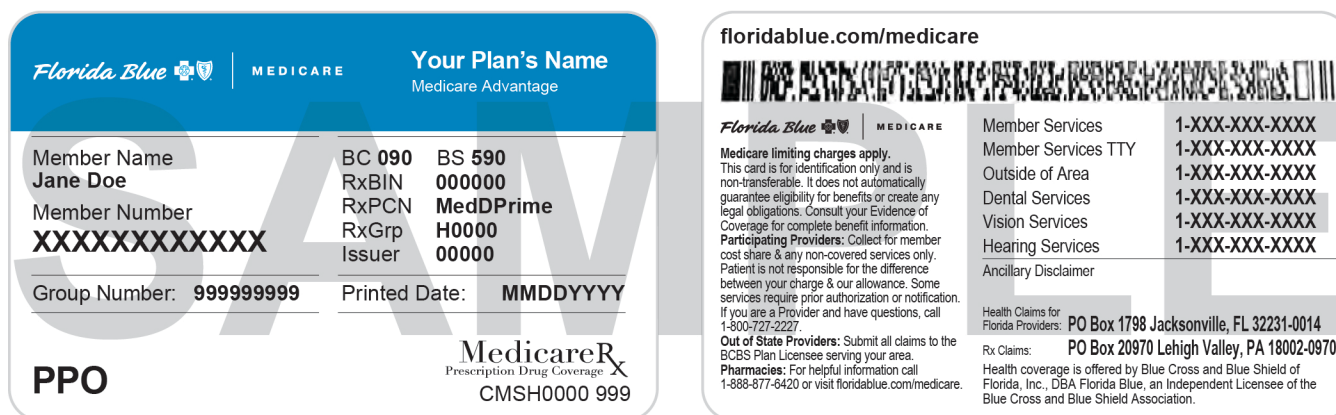 Florida Blue MEDICARE
Your Plan's Name
Medicare Advantage
Member Name
Jane Doe
Member Number
XXXXXXXXXXXX
BC 090 BS 590
RxBIN 000000
RxPCN MedDPrime
RxGrp H0000
Issuer 00000
Group Number: 999999999
Printed Date: MMDDYYYY
PPO
MedicareRx
Prescription Drug Coverage
CMSH0000 999
floridablue.com/medicare
Florida Blue MEDICARE
Medicare limiting charges apply.
This card is for identification only and is
non-transferable. It does not automatically
guarantee eligibility for benefits or create any
legal obligations. Consult your Evidence of
Coverage for complete benefit information.
Participating Providers: Collect for member
cost share & any non-covered services only.
Patient is not responsible for the difference
between your charge & our allowance. Some
services require prior authorization or notification.
If you are a Provider and have questions, call
1-800-727-2227.
Out of State Providers: Submit all claims to the
BCBS Plan Licensee serving your area.
Pharmacies: For helpful information call
1-888-877-6420 or visit floridablue.com/medicare.
Member Services 1-XXX-XXX-XXXX
Member Services TTY 1-XXX-XXX-XXXX
Outside of Area 1-XXX-XXX-XXXX
Dental Services 1-XXX-XXX-XXXX
Vision Services 1-XXX-XXX-XXXX
Hearing Services 1-XXX-XXX-XXXX
Ancillary Disclaimer
Health Claims for
Florida Providers: PO Box 1798 Jacksonville, FL 32231-0014
Rx Claims: PO Box 20970 Lehigh Valley, PA 18002-0970
Health coverage is offered by Blue Cross and Blue Shield of
Florida, Inc., DBA Florida Blue, an Independent Licensee of the
Blue Cross and Blue Shield Association.
SAMPLE